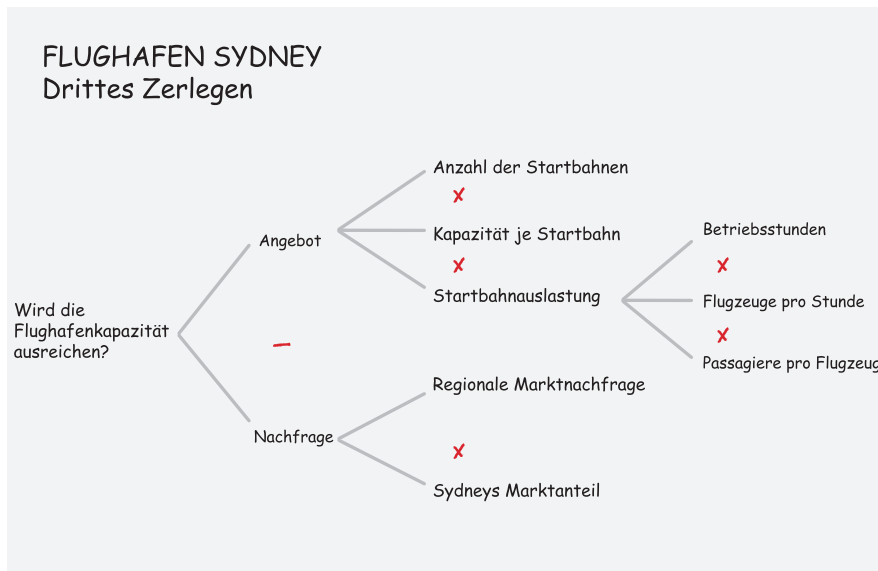 FLUGHAFEN SYDNEY
Drittes Zerlegen
Anzahl der Startbahnen
x
Kapazität je Startbahn
x
Startbahnauslastung
Angebot
Betriebsstunden
x
Flugzeuge pro Stunde
x
Passagiere pro Flugzeug
Wird die
Flughafenkapazität
ausreichen?
–
Regionale Marktnachfrage
x
Nachfrage
Sydneys Marktanteil